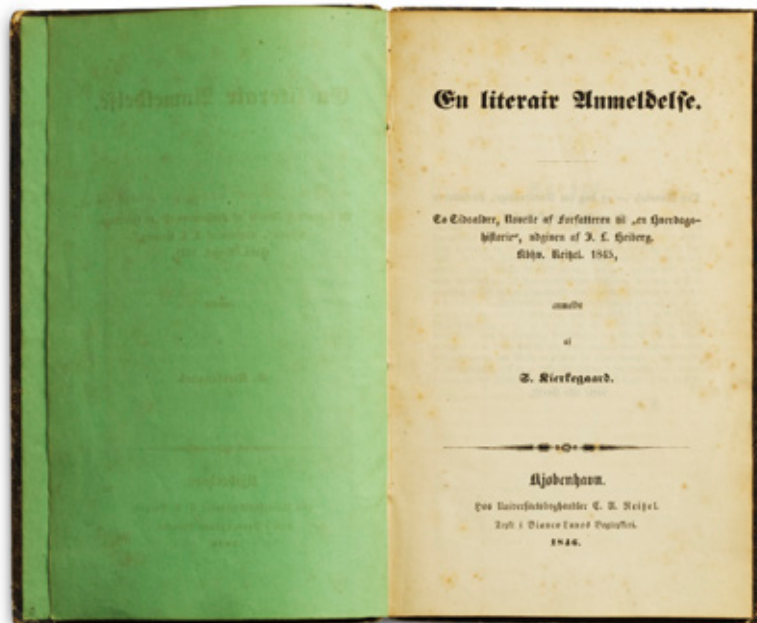 En literair Anmeldelse.
To Tidsaldre, Novelle af Forfatteren til „en Hverdags-
historie“, udgiven af J. L. Heiberg.
Kbhv. Reitzel. 1845,
anmeldt
af
S. Kierkegaard.
Kjøbenhavn.
Hos Universitetsboghandler C. A. Reitzel.
Trykt i Bianco Lunos Bogtrykkeri.
1846.